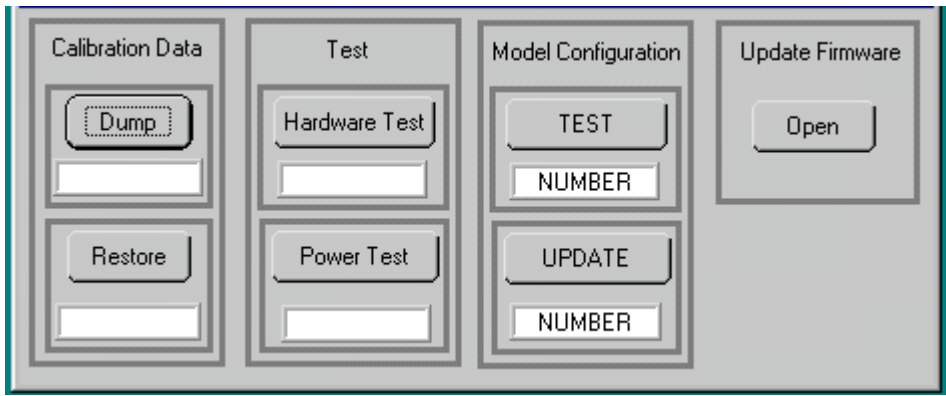 Calibration Data
Dump
Restore
Test
Hardware Test
Power Test
Model Configuration
TEST
NUMBER
UPDATE
NUMBER
Update Firmware
Open